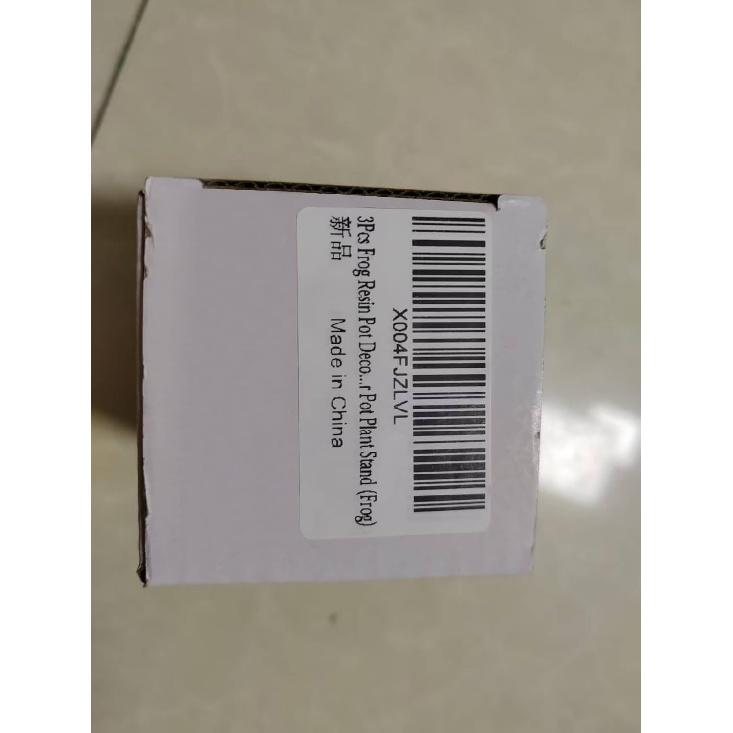 X004FJZLVL
3Pcs Frog Resin Pot Deco...r Pot Plant Stand (Frog)
新品 Made in China